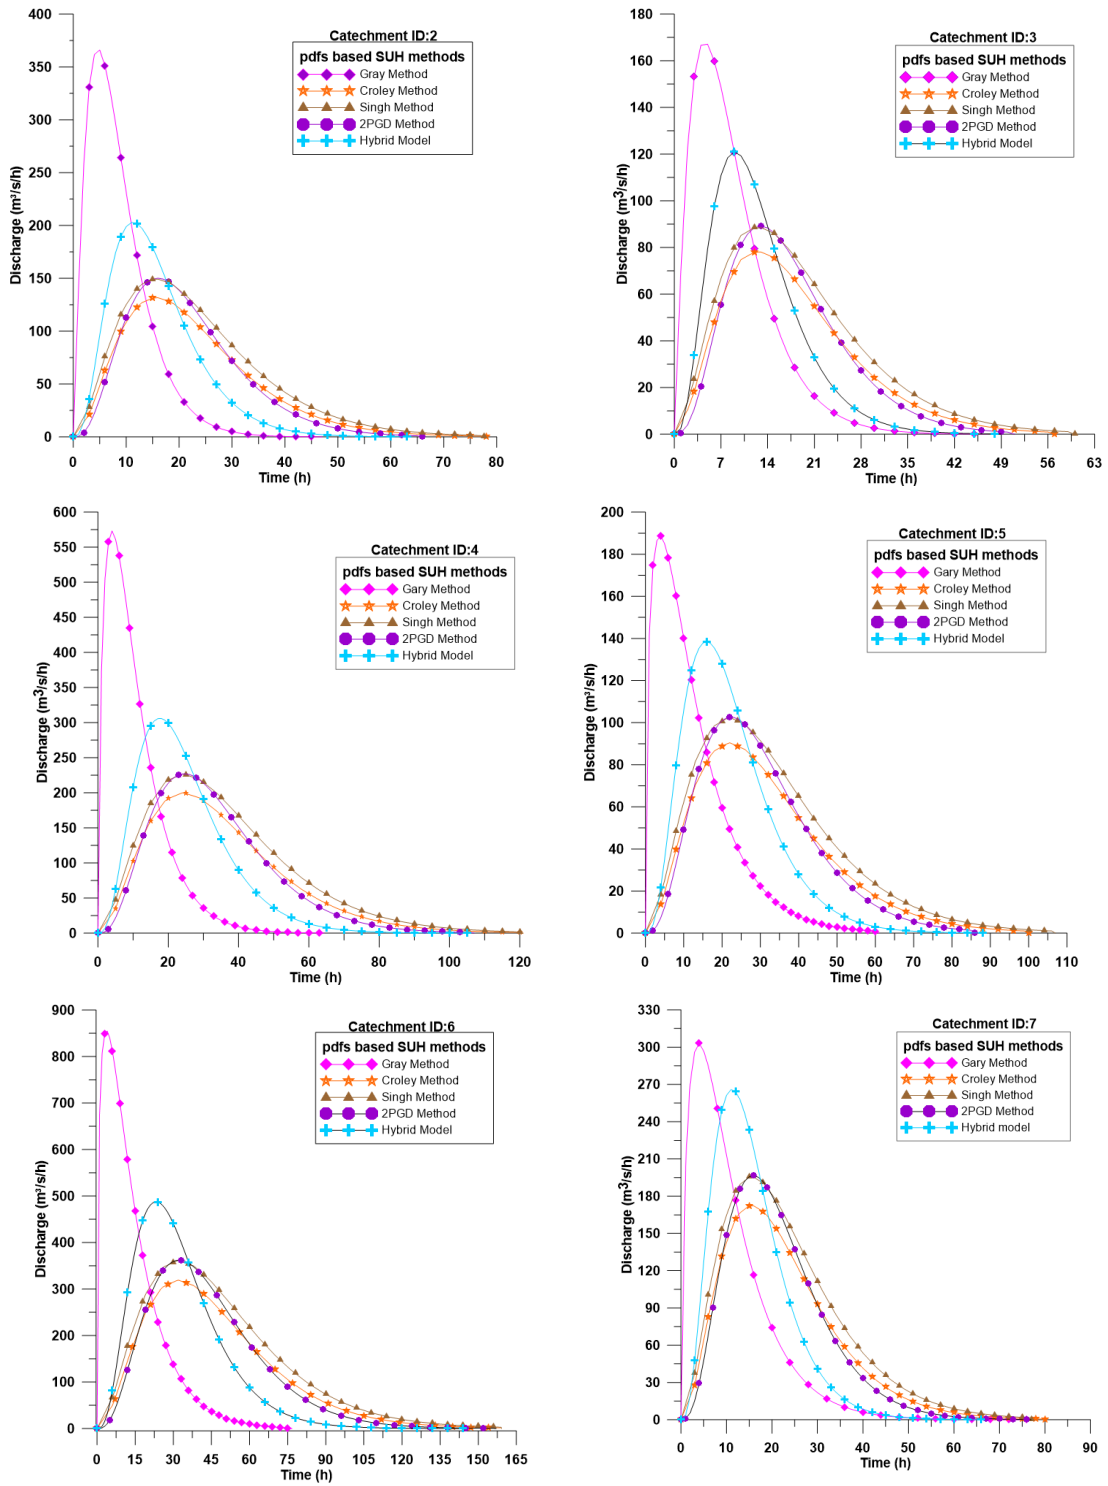 Catechment ID:2
pdfs based SUH methods
Gray Method
Croley Method
Singh Method
2PGD Method
Hybrid Model
Discharge (m³/s/h)
400
350
300
250
200
150
100
50
0
0 10 20 30 40 50 60 70 80
Time (h)
Catechment ID:3
pdfs based SUH methods
Gray Method
Croley Method
Singh Method
2PGD Method
Hybrid Model
Discharge (m³/s/h)
180
160
140
120
100
80
60
40
20
0
0 7 14 21 28 35 42 49 56 63
Time (h)
Catechment ID:4
pdfs based SUH methods
Gary Method
Croley Method
Singh Method
2PGD Method
Hybrid Model
Discharge (m³/s/h)
600
550
500
450
400
350
300
250
200
150
100
50
0
0 20 40 60 80 100 120
Time (h)
Catechment ID:5
pdfs based SUH methods
Gary Method
Croley Method
Singh Method
2PGD Method
Hybrid Model
Discharge (m³/s/h)
200
180
160
140
120
100
80
60
40
20
0
0 10 20 30 40 50 60 70 80 90 100 110
Time (h)
Catechment ID:6
pdfs based SUH methods
Gray Method
Croley Method
Singh Method
2PGD Method
Hybrid Model
Discharge (m³/s/h)
900
800
700
600
500
400
300
200
100
0
0 15 30 45 60 75 90 105 120 135 150 165
Time (h)
Catechment ID:7
pdfs based SUH methods
Gary Method
Croley Method
Singh Method
2PGD Method
Hybrid model
Discharge (m³/s/h)
330
300
270
240
210
180
150
120
90
60
30
0
0 10 20 30 40 50 60 70 80 90
Time (h)